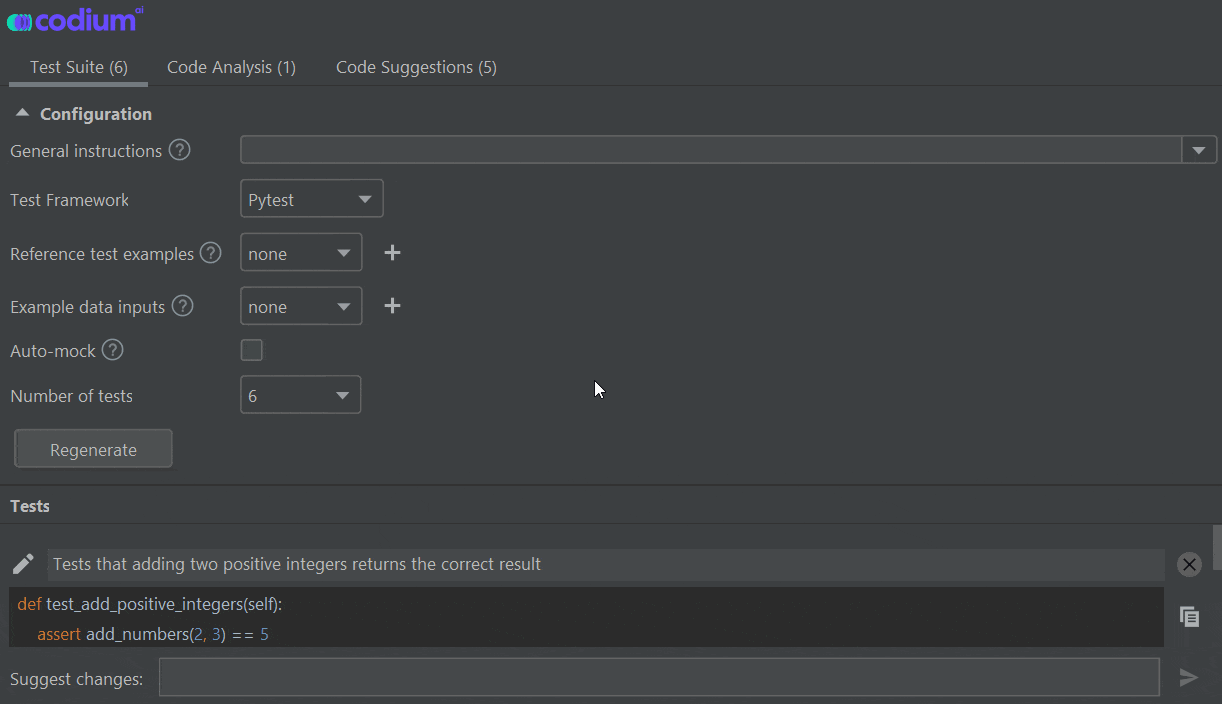 codium ai
Test Suite (6) Code Analysis (1) Code Suggestions (5)
Configuration
General instructions ?
Test Framework Pytest
Reference test examples ? none +
Example data inputs ? none +
Auto-mock ?
Number of tests 6
Regenerate
Tests
Tests that adding two positive integers returns the correct result
def test_add_positive_integers(self):
assert add_numbers(2, 3) == 5
Suggest changes: